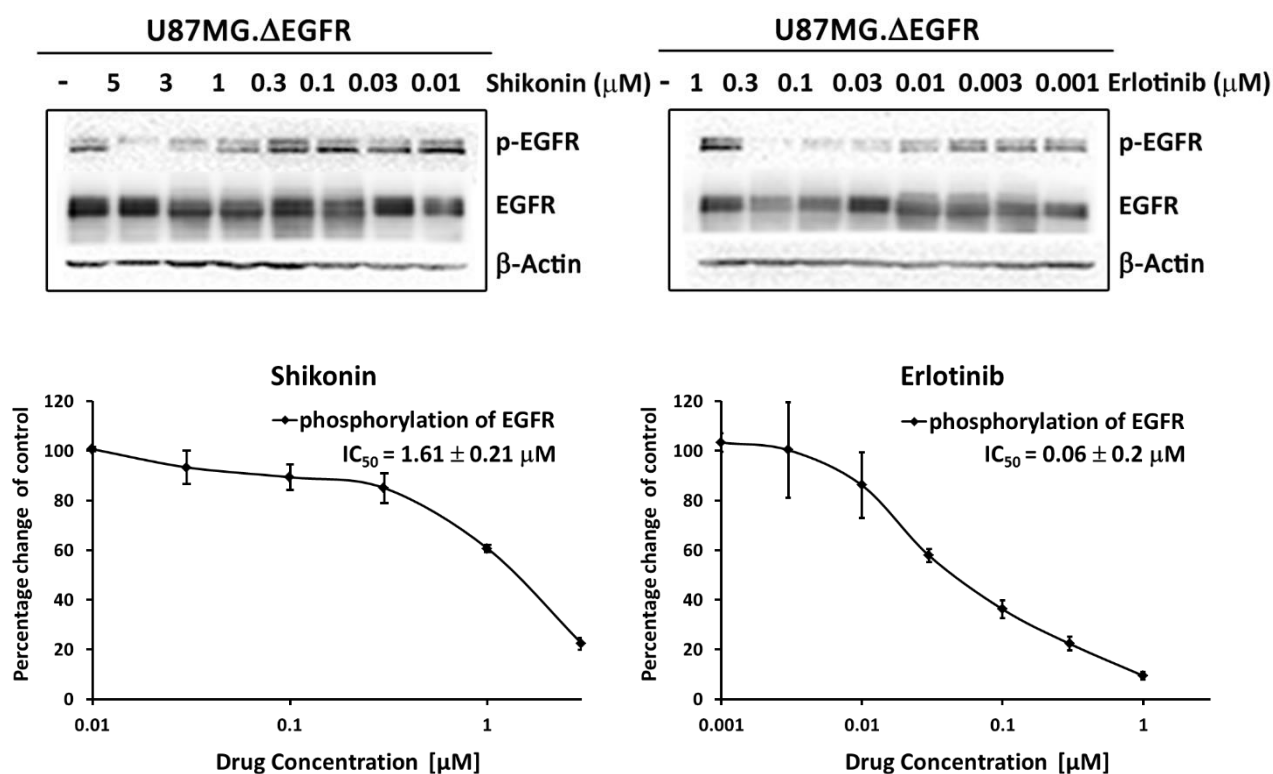 U87MG.ΔEGFR
- 5 3 1 0.3 0.1 0.03 0.01 Shikonin (μM)
p-EGFR
EGFR
β-Actin
U87MG.ΔEGFR
- 1 0.3 0.1 0.03 0.01 0.003 0.001 Erlotinib (μM)
p-EGFR
EGFR
β-Actin
Shikonin
phosphorylation of EGFR
IC50 = 1.61 ± 0.21 μM
Percentage change of control
120
100
80
60
40
20
0
0.01 0.1 1
Drug Concentration [μM]
Erlotinib
phosphorylation of EGFR
IC50 = 0.06 ± 0.2 μM
Percentage change of control
120
100
80
60
40
20
0
0.001 0.01 0.1 1
Drug Concentration [μM]